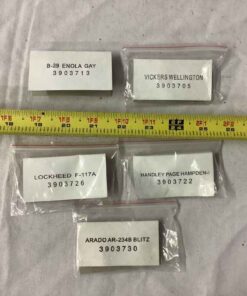 B-29 ENOLA GAY
3903713
VICKERS WELLINGTON
3903705
LOCKHEED F-117A
3903726
HANDLEY PAGE HAMPDEN-I
3903722
ARADO AR-234B BLITZ
3903730